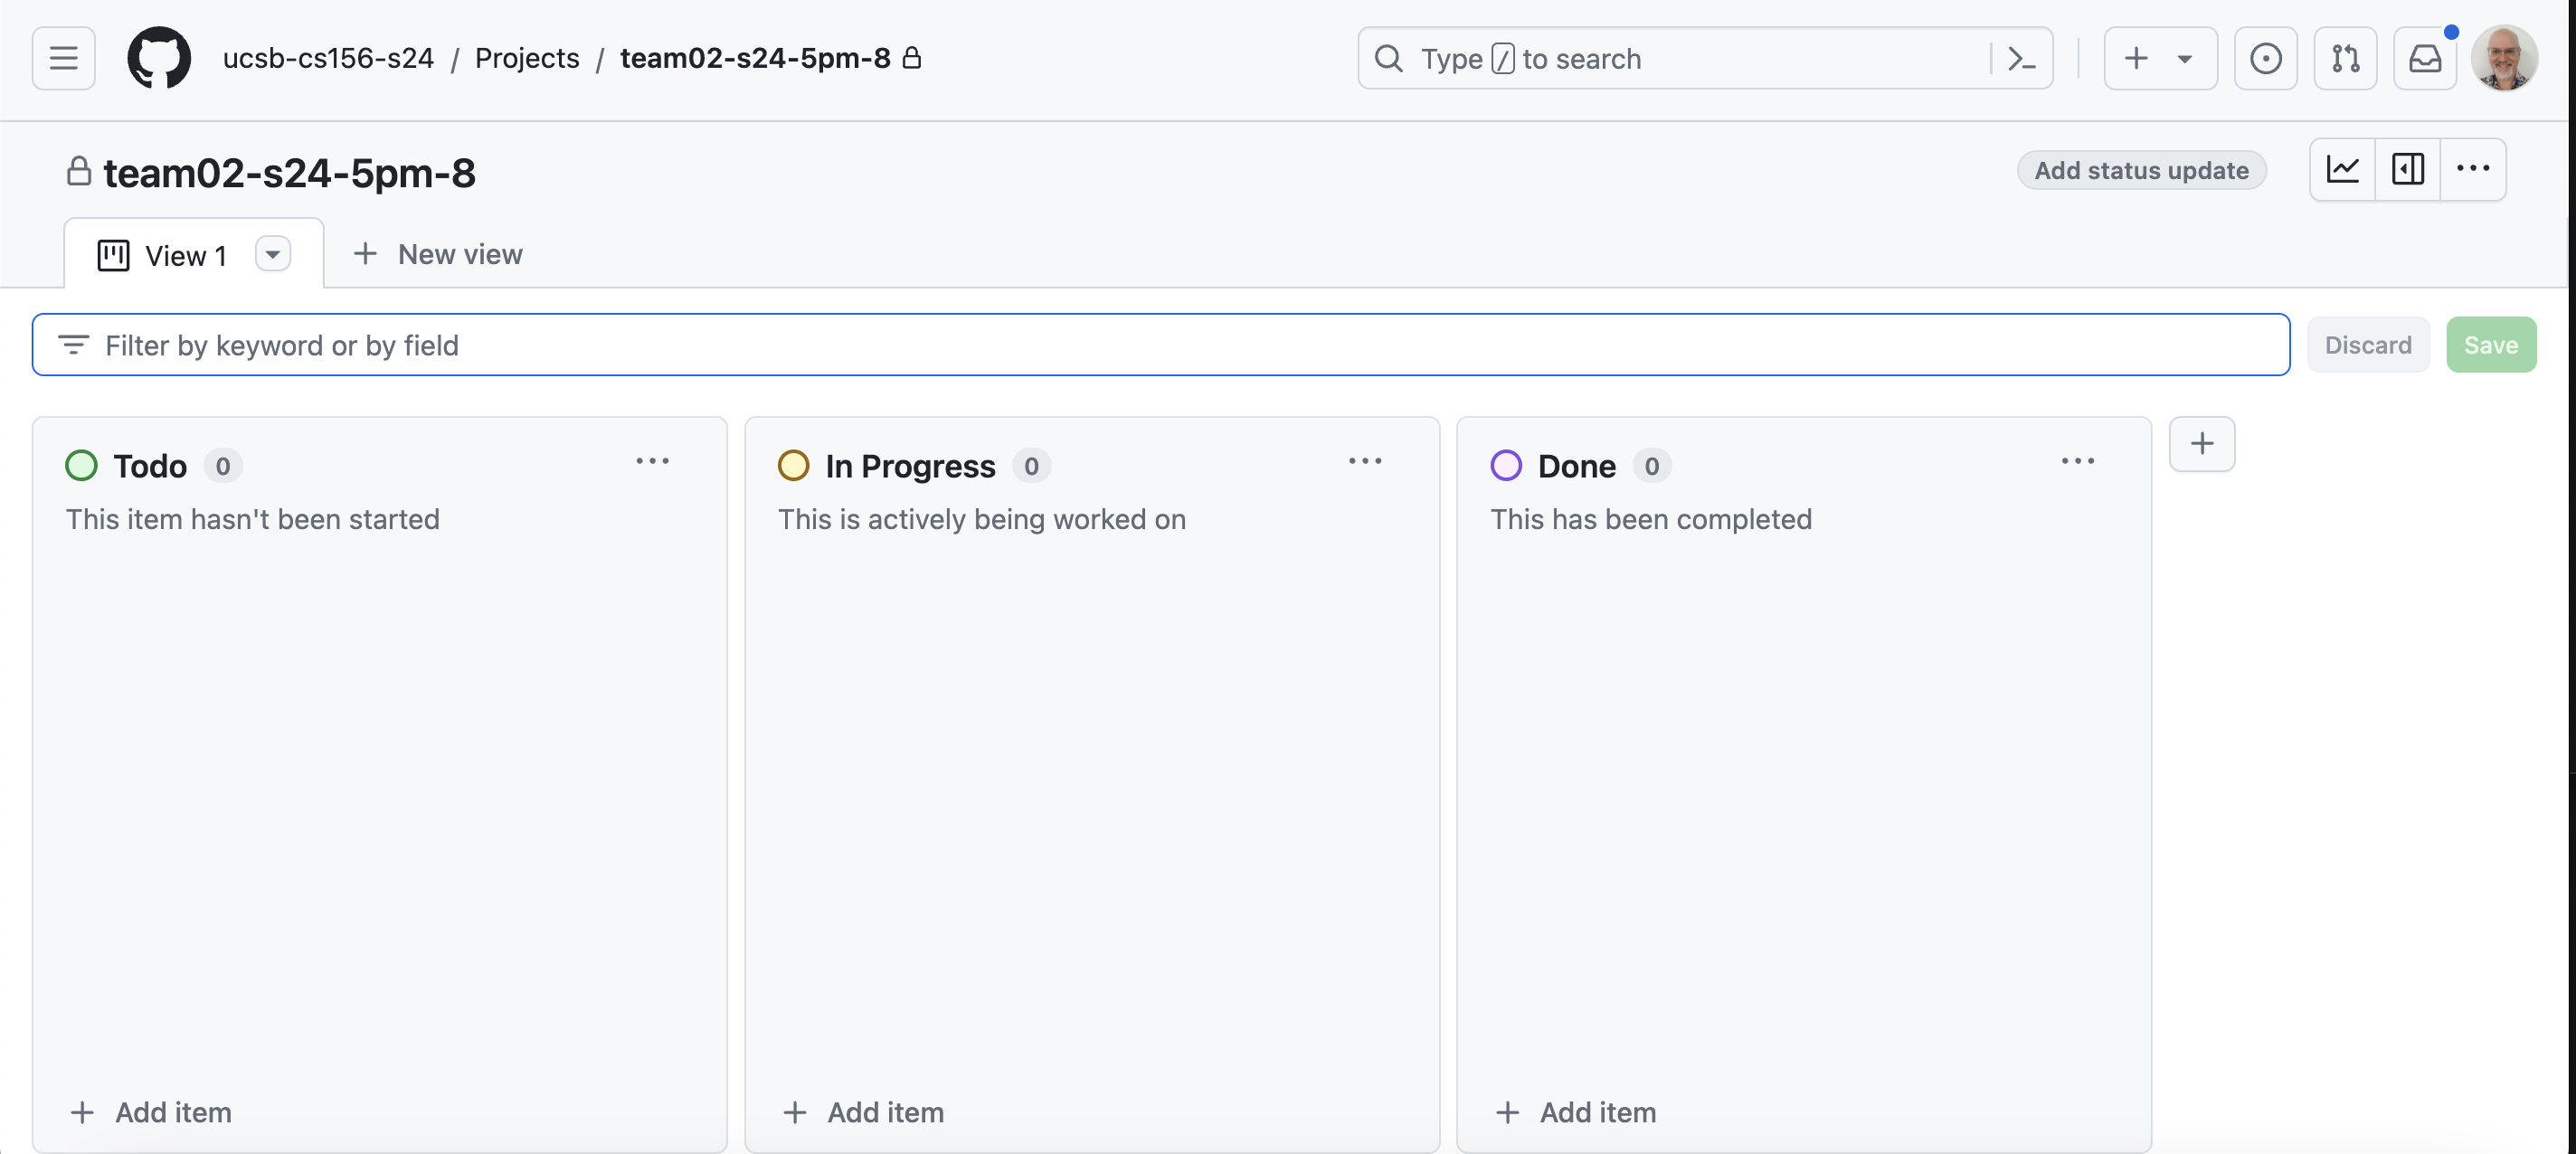 ucsb-cs156-s24 / Projects / team02-s24-5pm-8
Type / to search
team02-s24-5pm-8
Add status update
View 1
New view
Filter by keyword or by field
Discard
Save
Todo 0
This item hasn't been started
Add item
In Progress 0
This is actively being worked on
Add item
Done 0
This has been completed
Add item